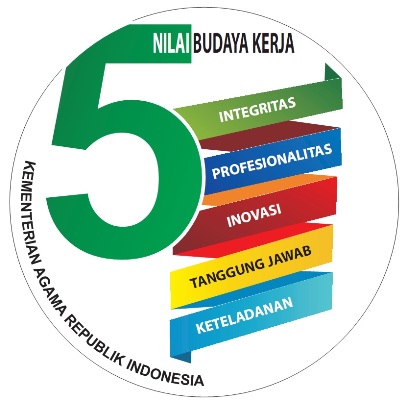 5 NILAI BUDAYA KERJA
INTEGRITAS
PROFESIONALITAS
INOVASI
TANGGUNG JAWAB
KETELADANAN
KEMENTERIAN AGAMA REPUBLIK INDONESIA